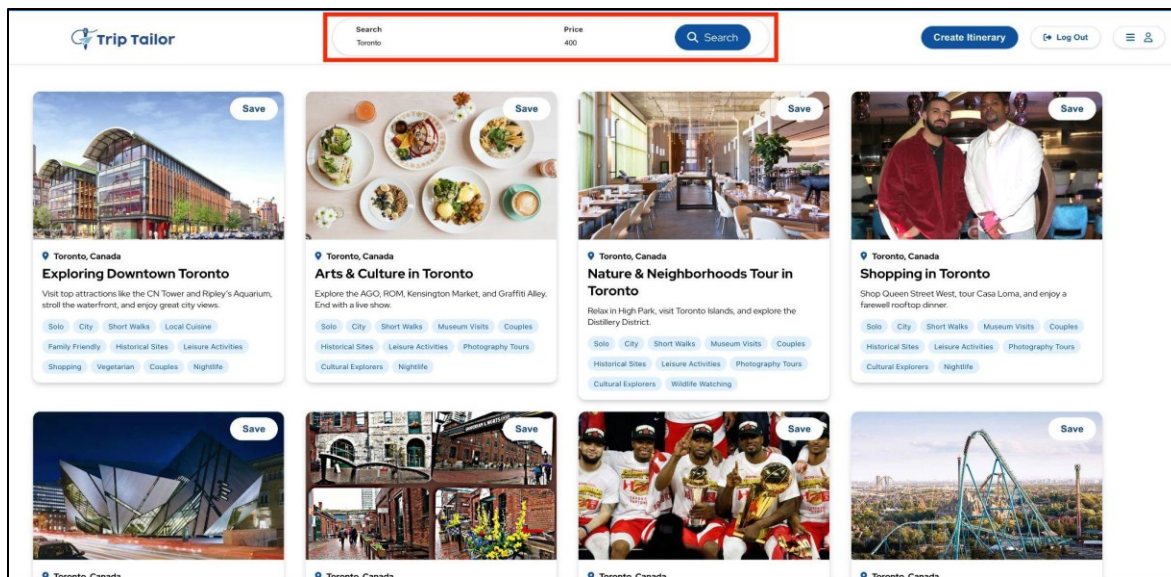 Trip Tailor
Search
Toronto
Price
400
Search
Create Itinerary
Log Out
Save
Toronto, Canada
Exploring Downtown Toronto
Visit top attractions like the CN Tower and Ripley's Aquarium,
stroll the waterfront, and enjoy great city views.
Solo City Short Walks Local Cuisine
Family Friendly Historical Sites Leisure Activities
Shopping Vegetarian Couples Nightlife
Save
Toronto, Canada
Arts & Culture in Toronto
Explore the AGO, ROM, Kensington Market, and Graffiti Alley.
End with a live show.
Solo City Short Walks Museum Visits Couples
Historical Sites Leisure Activities Photography Tours
Cultural Explorers Nightlife
Save
Toronto, Canada
Nature & Neighborhoods Tour in
Toronto
Relax in High Park, visit Toronto Islands, and explore the
Distillery District.
Solo City Short Walks Museum Visits Couples
Historical Sites Leisure Activities Photography Tours
Cultural Explorers Wildlife Watching
Save
Toronto, Canada
Shopping in Toronto
Shop Queen Street West, tour Casa Loma, and enjoy a
farewell rooftop dinner.
Solo City Short Walks Museum Visits Couples
Historical Sites Leisure Activities Photography Tours
Cultural Explorers Nightlife
Save
Toronto, Canada
Save
Toronto, Canada
Save
Toronto, Canada
Save
Toronto, Canada